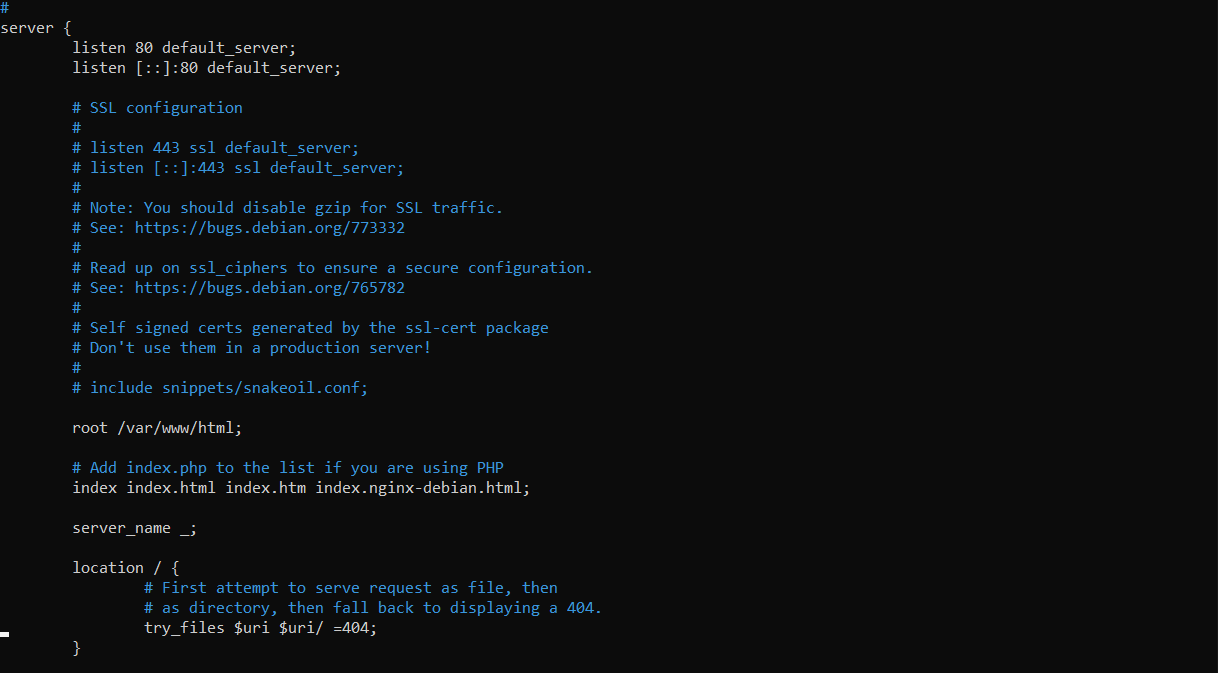 #
server {
        listen 80 default_server;
        listen [::]:80 default_server;

        # SSL configuration
        #
        # listen 443 ssl default_server;
        # listen [::]:443 ssl default_server;
        #
        # Note: You should disable gzip for SSL traffic.
        # See: https://bugs.debian.org/773332
        #
        # Read up on ssl_ciphers to ensure a secure configuration.
        # See: https://bugs.debian.org/765782
        #
        # Self signed certs generated by the ssl-cert package
        # Don't use them in a production server!
        #
        # include snippets/snakeoil.conf;

        root /var/www/html;

        # Add index.php to the list if you are using PHP
        index index.html index.htm index.nginx-debian.html;

        server_name _;

        location / {
                # First attempt to serve request as file, then
                # as directory, then fall back to displaying a 404.
                try_files $uri $uri/ =404;
        }